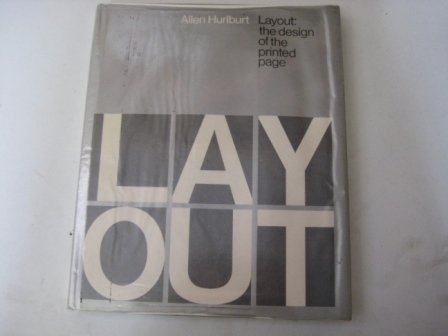 Allen Hurlburt
Layout:
the design
of the
printed
page
LAY
OUT